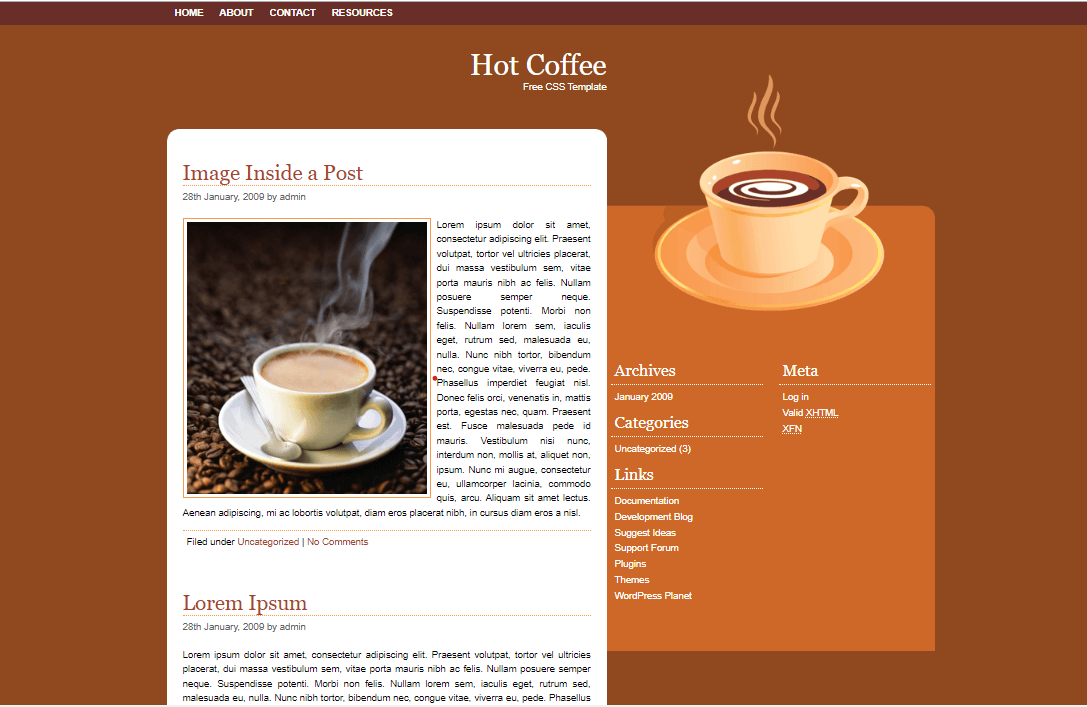 HOME ABOUT CONTACT RESOURCES
Hot Coffee
Free CSS Template
Image Inside a Post
28th January, 2009 by admin
Lorem ipsum dolor sit amet,
consectetur adipiscing elit. Praesent
volutpat, tortor vel ultricies placerat,
dui massa vestibulum sem, vitae
porta mauris nibh ac felis. Nullam
posuere semper neque.
Suspendisse potenti. Morbi non
felis. Nullam lorem sem, iaculis
eget, rutrum sed, malesuada eu,
nulla. Nunc nibh tortor, bibendum
nec, congue vitae, viverra eu, pede.
Phasellus imperdiet feugiat nisl.
Donec felis orci, venenatis in, mattis
porta, egestas nec, quam. Praesent
est. Fusce malesuada pede id
mauris. Vestibulum nisi nunc,
interdum non, mollis at, aliquet non,
ipsum. Nunc mi augue, consectetur
eu, ullamcorper lacinia, commodo
quis, arcu. Aliquam sit amet lectus.
Aenean adipiscing, mi ac lobortis volutpat, diam eros placerat nibh, in cursus diam eros a nisl.
Filed under Uncategorized | No Comments
Lorem Ipsum
28th January, 2009 by admin
Lorem ipsum dolor sit amet, consectetur adipiscing elit. Praesent volutpat, tortor vel ultricies
placerat, dui massa vestibulum sem, vitae porta mauris nibh ac felis. Nullam posuere semper
neque. Suspendisse potenti. Morbi non felis. Nullam lorem sem, iaculis eget, rutrum sed,
malesuada eu, nulla. Nunc nibh tortor, bibendum nec, congue vitae, viverra eu, pede. Phasellus
Archives
January 2009
Categories
Uncategorized (3)
Links
Documentation
Development Blog
Suggest Ideas
Support Forum
Plugins
Themes
WordPress Planet
Meta
Log in
Valid XHTML
XFN